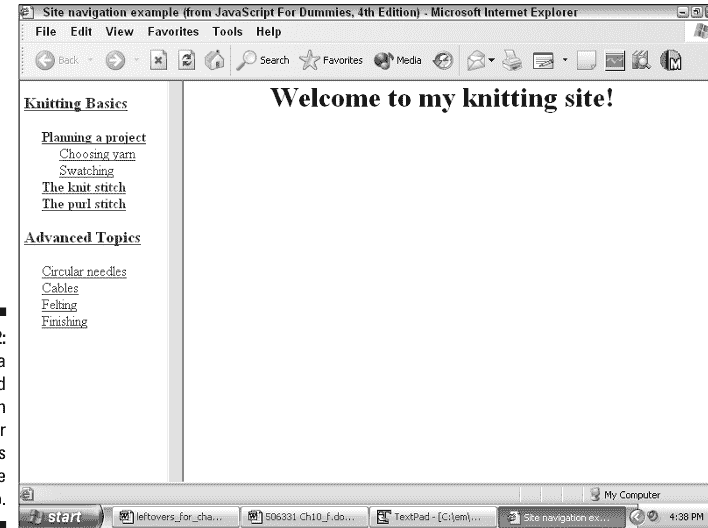 Site navigation example (from JavaScript For Dummies, 4th Edition) - Microsoft Internet Explorer
File Edit View Favorites Tools Help
Back Search Favorites Media
Knitting Basics
Planning a project
Choosing yarn
Swatching
The knit stitch
The purl stitch
Advanced Topics
Circular needles
Cables
Felting
Finishing
Welcome to my knitting site!
2:
a
d
n
r
s
e
).
My Computer
start leftovers_for_cha... 506331 Ch10_f.do... TextPad - [C:\em\... Site navigation ex... 4:38 PM